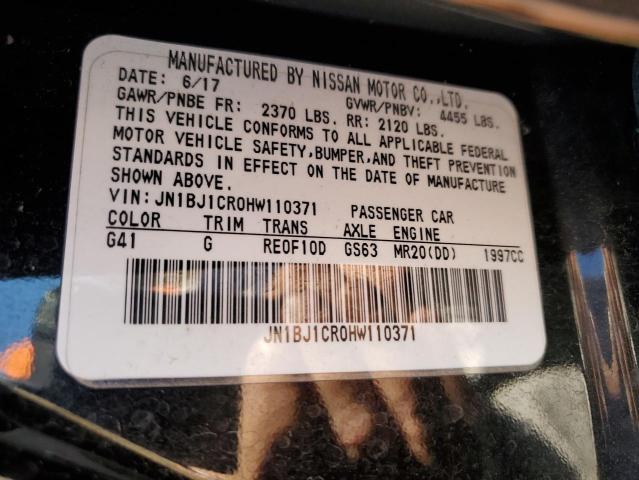 MANUFACTURED BY NISSAN MOTOR CO.,LTD.
DATE: 6/17 GVWR/PNBV: 4455 LBS.
GAWR/PNBE FR: 2370 LBS. RR: 2120 LBS.
THIS VEHICLE CONFORMS TO ALL APPLICABLE FEDERAL
MOTOR VEHICLE SAFETY,BUMPER,AND THEFT PREVENTION
STANDARDS IN EFFECT ON THE DATE OF MANUFACTURE
SHOWN ABOVE.
VIN:JN1BJ1CR0HW110371 PASSENGER CAR
COLOR TRIM TRANS AXLE ENGINE
G41 G RE0F10D GS63 MR20(DD) 1997CC
JN1BJ1CR0HW110371